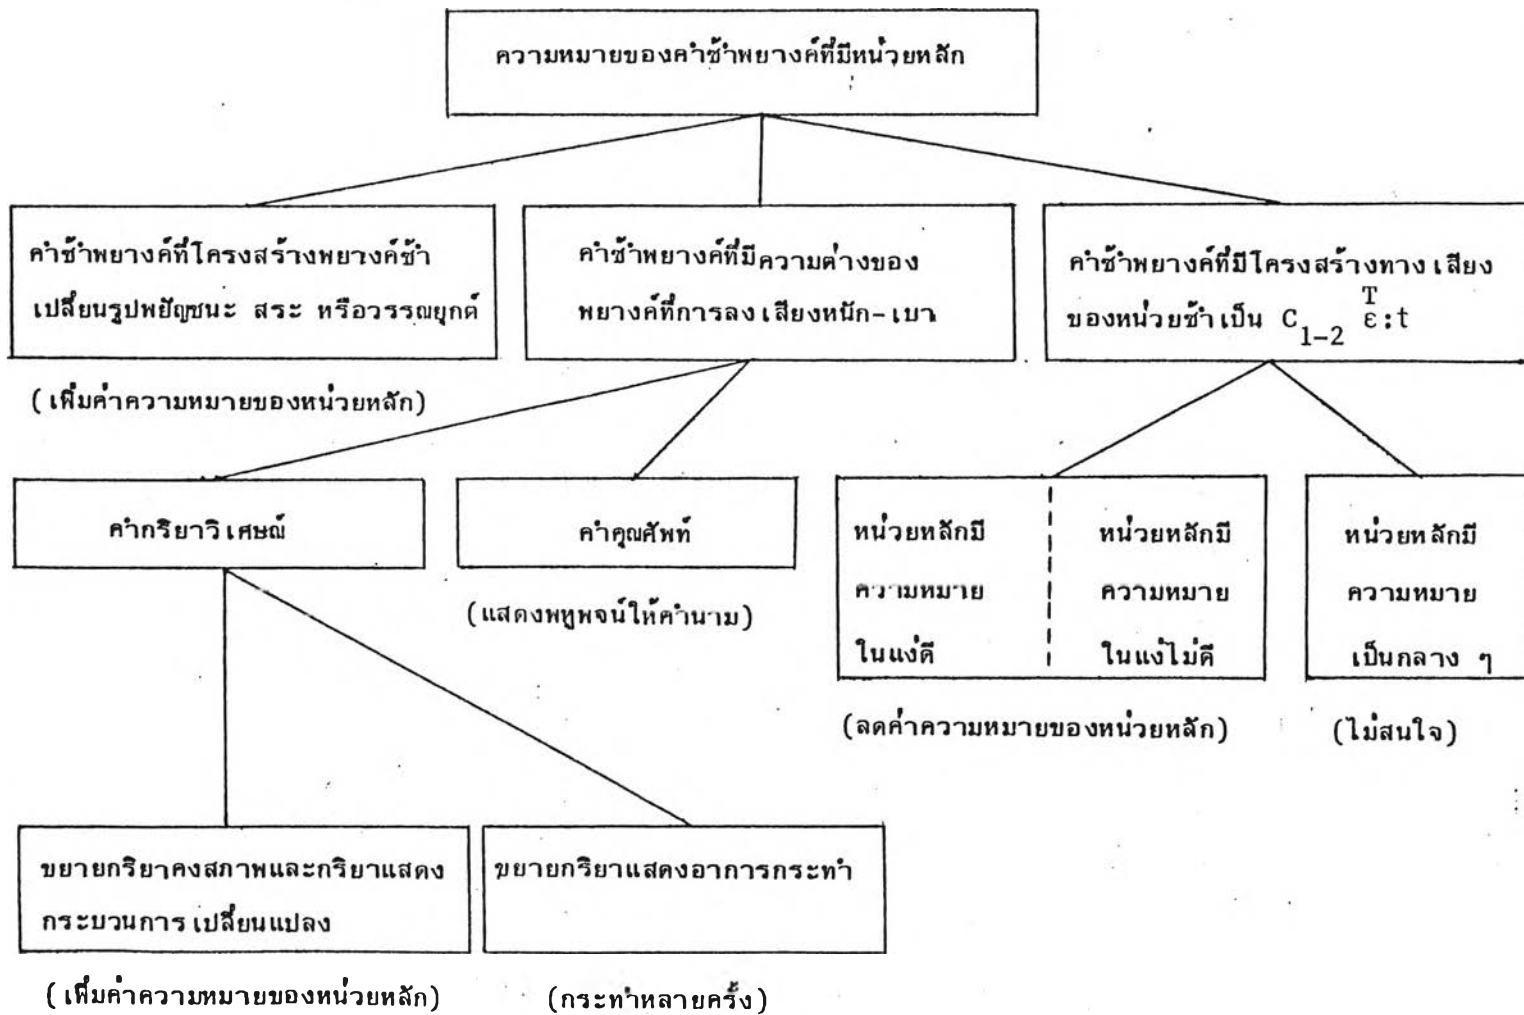 ความหมายของคำซ้ำพยางค์ที่มีหน่วยหลัก
คำซ้ำพยางค์ที่โครงสร้างพยางค์ซ้ำ
เปลี่ยนรูปพยัญชนะ สระ หรือวรรณยุกต์
(เพิ่มค่าความหมายของหน่วยหลัก)
คำซ้ำพยางค์ที่มีความต่างของ
พยางค์ที่การลงเสียงหนัก-เบา
คำซ้ำพยางค์ที่มีโครงสร้างทางเสียง
ของหน่วยซ้ำเป็น C₁₋₂ ɛᵀ:t
คำกริยาวิเศษณ์
คำคุณศัพท์
(แสดงพหูพจน์ให้คำนาม)
หน่วยหลักมี
ความหมาย
ในแง่ดี
หน่วยหลักมี
ความหมาย
ในแง่ไม่ดี
(ลดค่าความหมายของหน่วยหลัก)
หน่วยหลักมี
ความหมาย
เป็นกลาง ๆ
(ไม่สนใจ)
ขยายกริยาคงสภาพและกริยาแสดง
กระบวนการเปลี่ยนแปลง
(เพิ่มค่าความหมายของหน่วยหลัก)
ขยายกริยาแสดงอาการกระทำ
(กระทำหลายครั้ง)